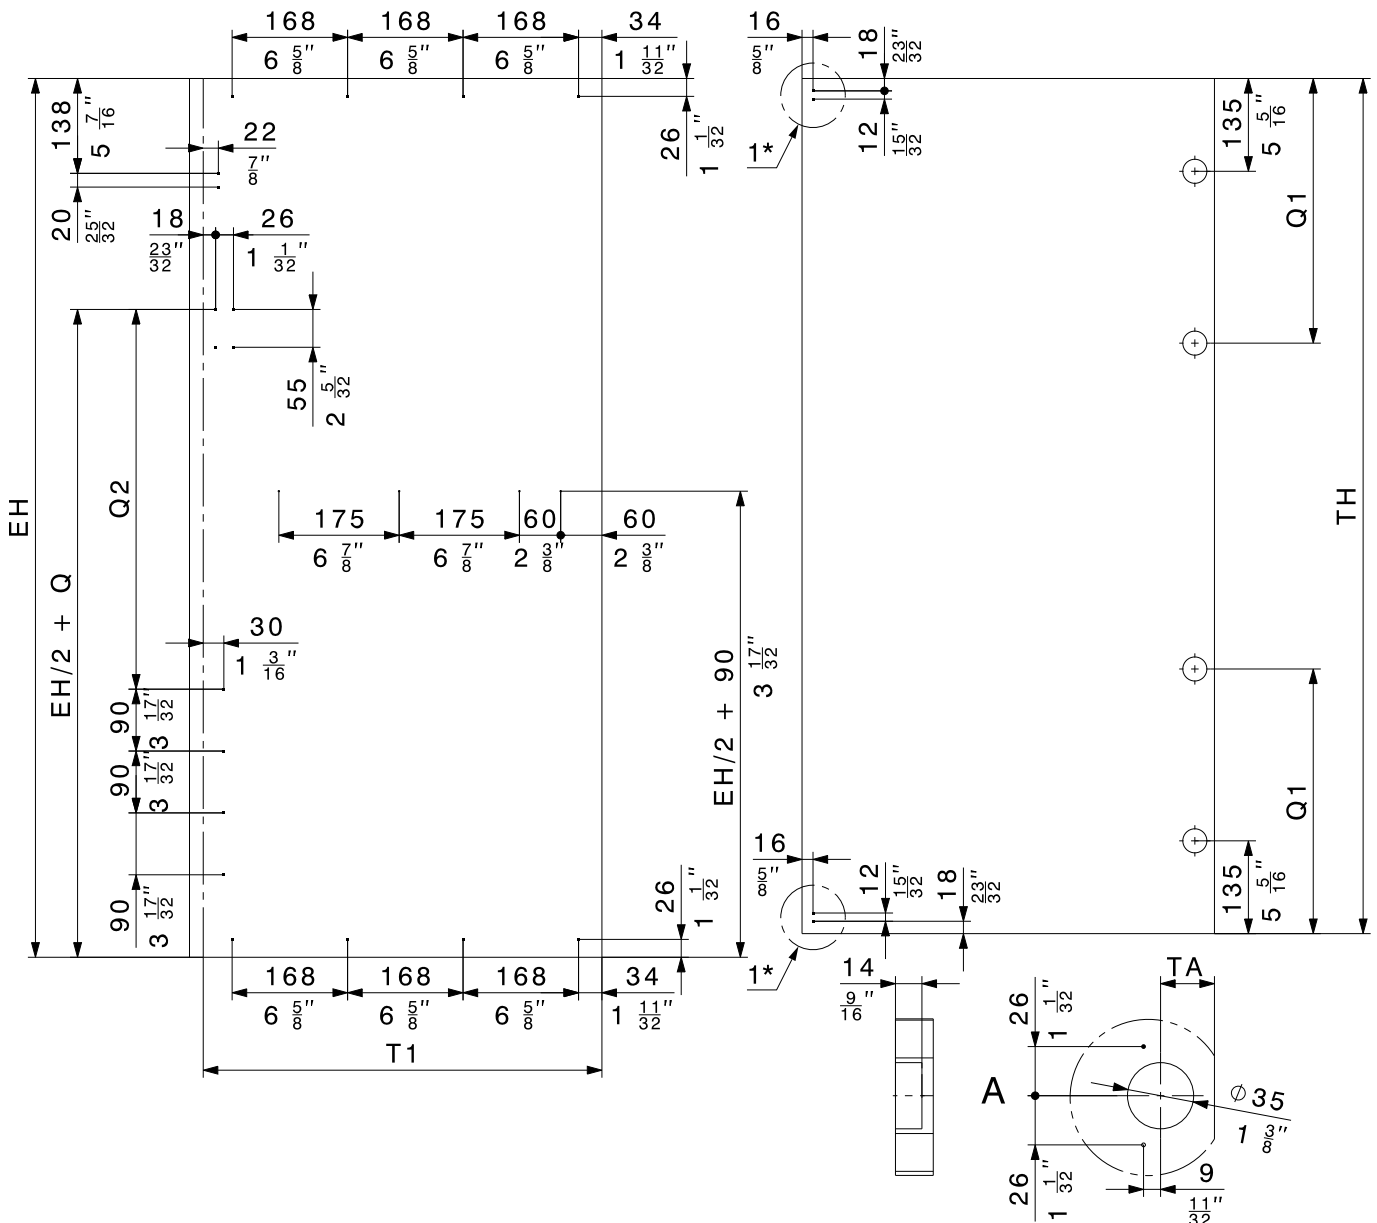 168 168 168 34 16 18
6 5/8" 6 5/8" 6 5/8" 1 11/32" 5/8" 23/32"
138
5 7/16"
22
7/8"
26
1 1/32"
12
15/32"
1*
135
5 5/16"
20
25/32"
18
23/32"
26
1 1/32"
Q1
55
2 5/32"
EH
Q2
175 175 60 60
6 7/8" 6 7/8" 2 3/8" 2 3/8"
TH
EH/2 + Q
30
1 3/16"
EH/2 + 90
3 17/32"
90
3 17/32"
90
3 17/32"
90
3 17/32"
Q1
16
5/8"
12
15/32"
18
23/32"
135
5 5/16"
26
1 1/32"
1*
168 168 168 34
6 5/8" 6 5/8" 6 5/8" 1 11/32"
T1
14
9/16"
TA
26
1 1/32"
A
Ø 35
1 3/8"
26
1 1/32"
9
11/32"